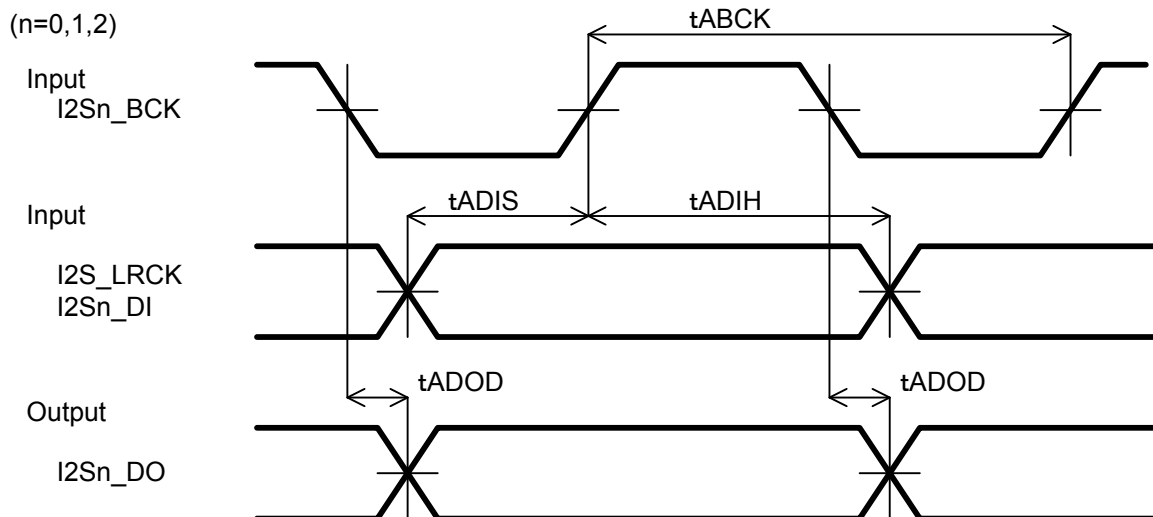 (n=0,1,2)
tABCK
Input
I2Sn_BCK
tADIS
tADIH
Input
I2S_LRCK
I2Sn_DI
tADOD
tADOD
Output
I2Sn_DO